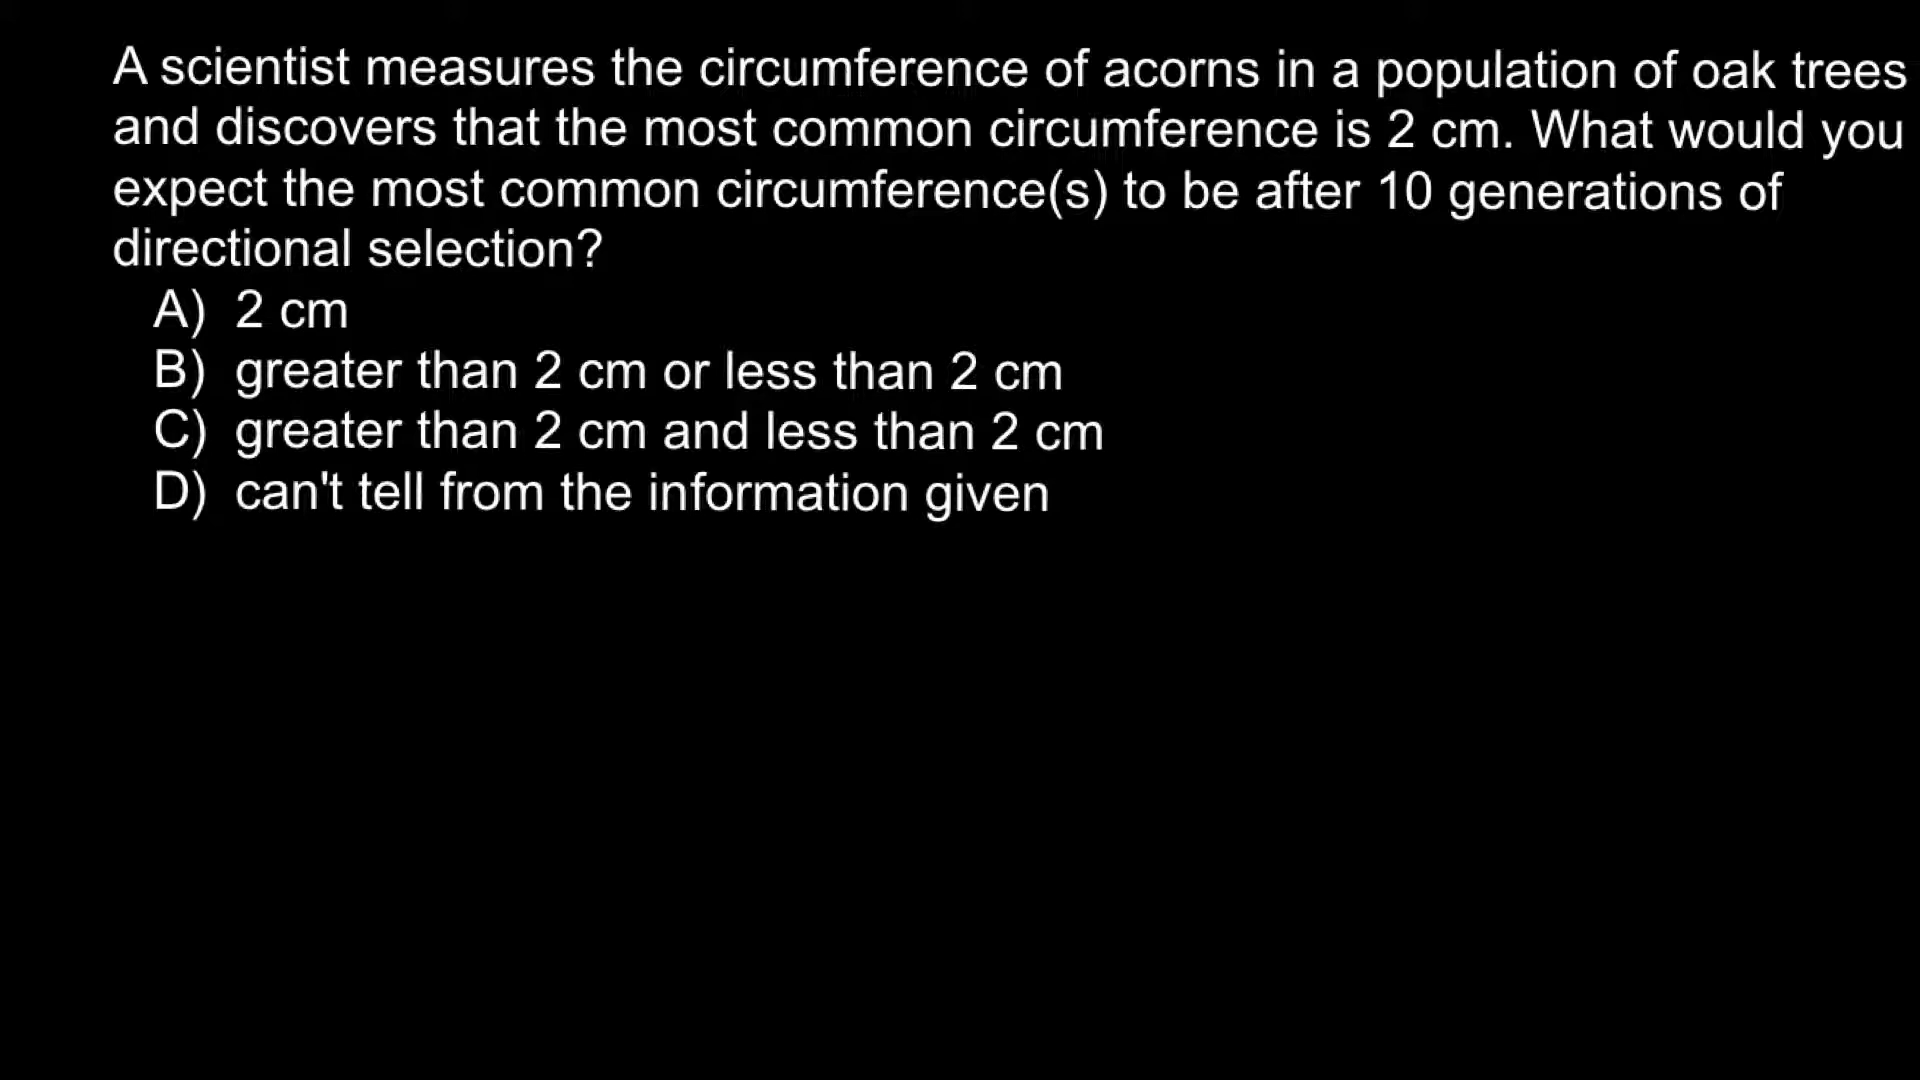 A scientist measures the circumference of acorns in a population of oak trees
and discovers that the most common circumference is 2 cm. What would you
expect the most common circumference(s) to be after 10 generations of
directional selection?
A) 2 cm
B) greater than 2 cm or less than 2 cm
C) greater than 2 cm and less than 2 cm
D) can't tell from the information given